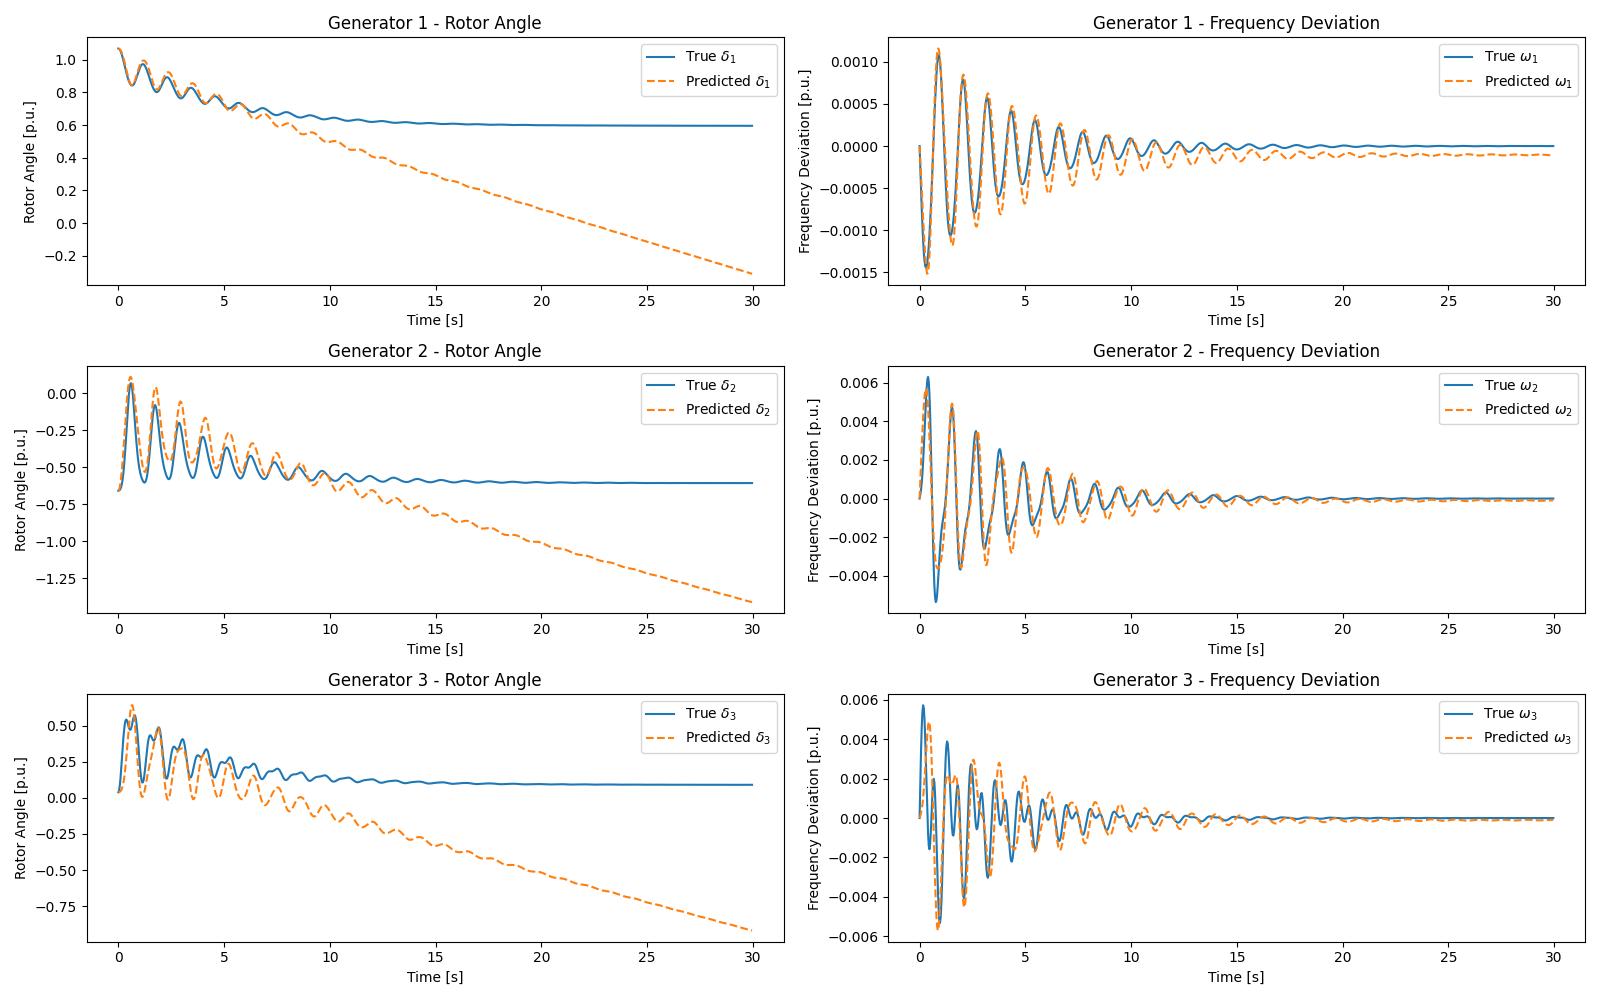 Generator 1 - Rotor Angle
True δ1
Predicted δ1
Rotor Angle [p.u.]
1.0
0.8
0.6
0.4
0.2
0.0
−0.2
0 5 10 15 20 25 30
Time [s]
Generator 1 - Frequency Deviation
True ω1
Predicted ω1
Frequency Deviation [p.u.]
0.0010
0.0005
0.0000
−0.0005
−0.0010
−0.0015
0 5 10 15 20 25 30
Time [s]
Generator 2 - Rotor Angle
True δ2
Predicted δ2
Rotor Angle [p.u.]
0.00
−0.25
−0.50
−0.75
−1.00
−1.25
0 5 10 15 20 25 30
Time [s]
Generator 2 - Frequency Deviation
True ω2
Predicted ω2
Frequency Deviation [p.u.]
0.006
0.004
0.002
0.000
−0.002
−0.004
0 5 10 15 20 25 30
Time [s]
Generator 3 - Rotor Angle
True δ3
Predicted δ3
Rotor Angle [p.u.]
0.50
0.25
0.00
−0.25
−0.50
−0.75
0 5 10 15 20 25 30
Time [s]
Generator 3 - Frequency Deviation
True ω3
Predicted ω3
Frequency Deviation [p.u.]
0.006
0.004
0.002
0.000
−0.002
−0.004
−0.006
0 5 10 15 20 25 30
Time [s]